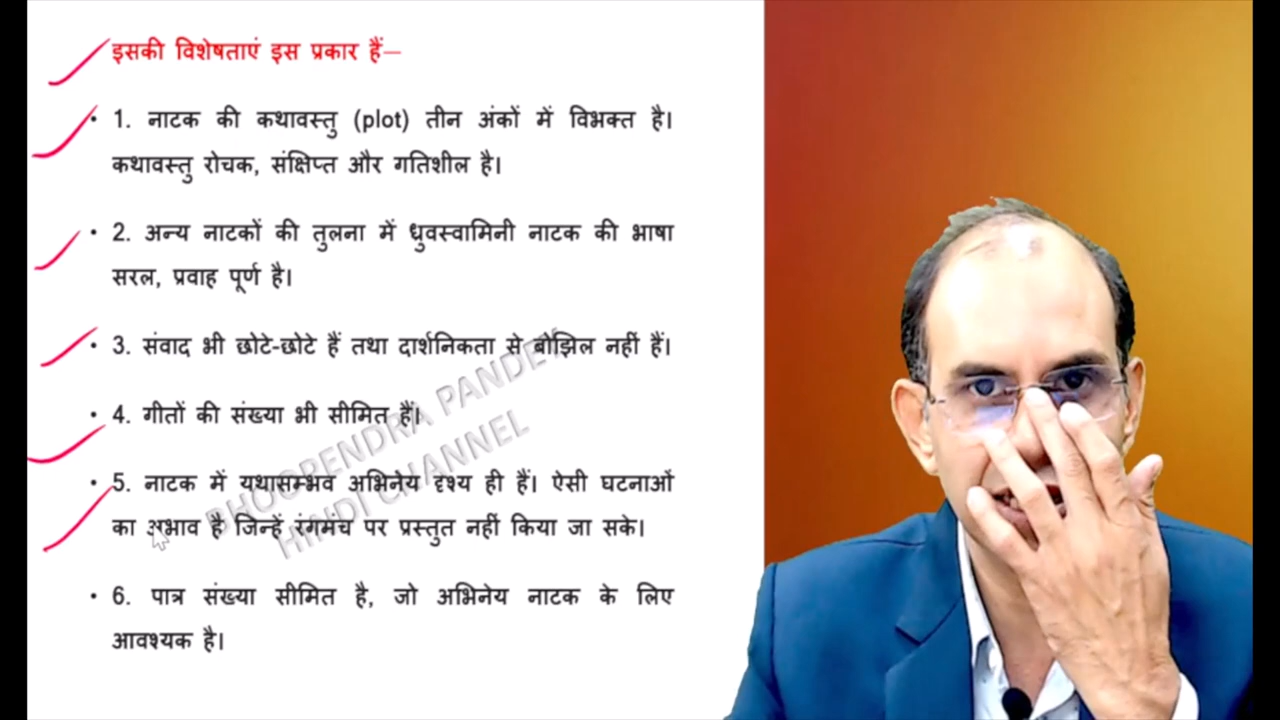 इसकी विशेषताएं इस प्रकार हैं—
• 1. नाटक की कथावस्तु (plot) तीन अंकों में विभक्त है।
कथावस्तु रोचक, संक्षिप्त और गतिशील है।
• 2. अन्य नाटकों की तुलना में ध्रुवस्वामिनी नाटक की भाषा
सरल, प्रवाह पूर्ण है।
• 3. संवाद भी छोटे-छोटे हैं तथा दार्शनिकता से बोझिल नहीं हैं।
• 4. गीतों की संख्या भी सीमित हैं।
• 5. नाटक में यथासम्भव अभिनेय दृश्य ही हैं। ऐसी घटनाओं
का अभाव है जिन्हें रंगमंच पर प्रस्तुत नहीं किया जा सके।
• 6. पात्र संख्या सीमित है, जो अभिनेय नाटक के लिए
आवश्यक है।
BHOOPENDRA PANDEY
HINDI CHANNEL